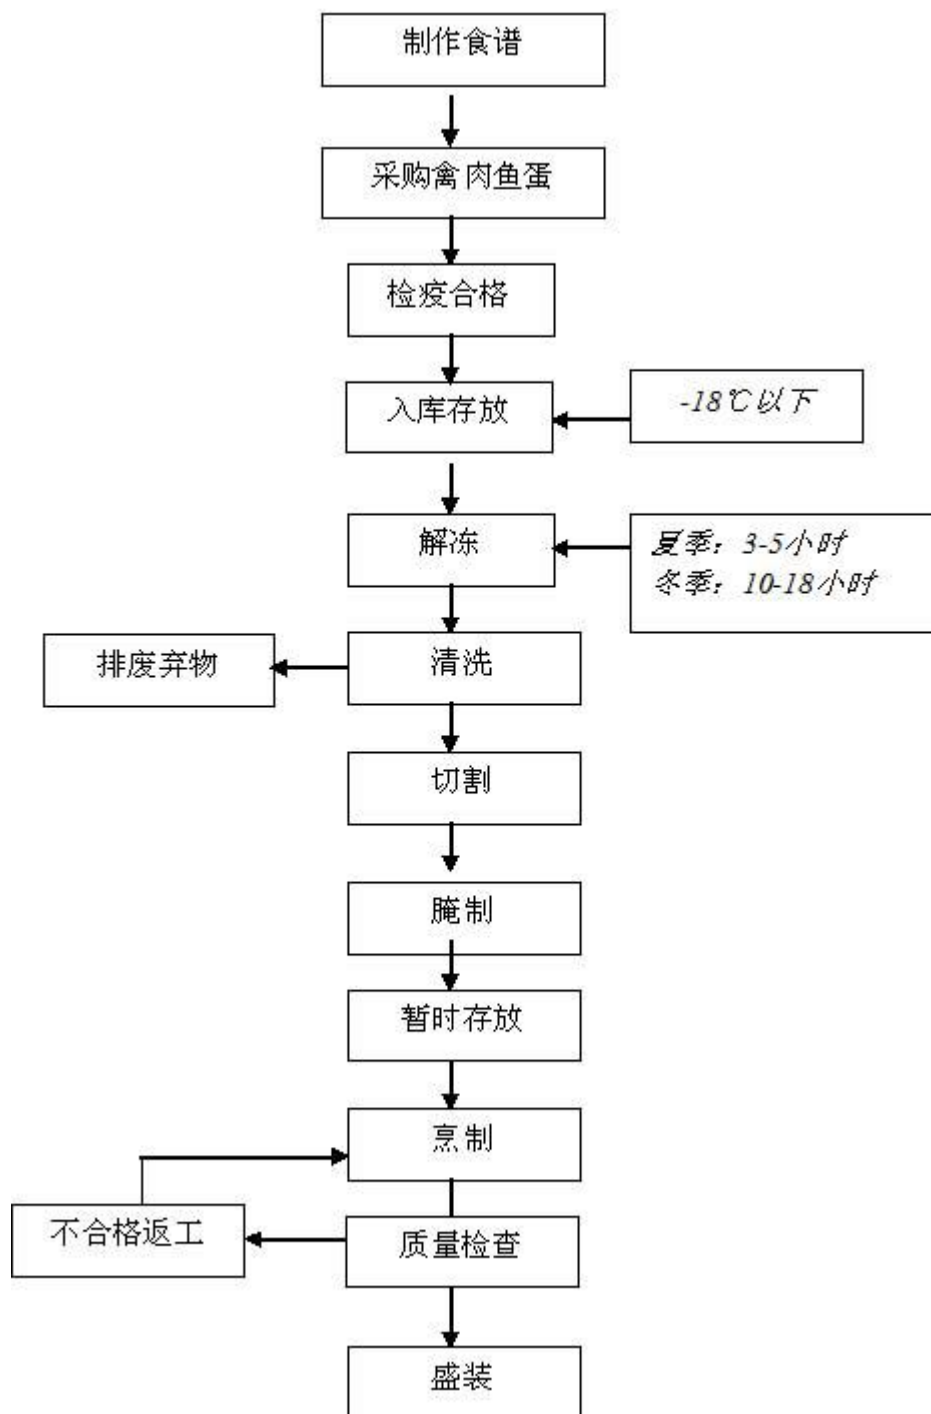 制作食谱
采购禽肉鱼蛋
检疫合格
入库存放
-18℃以下
解冻
夏季：3-5小时
冬季：10-18小时
排废弃物
清洗
切割
腌制
暂时存放
烹制
不合格返工
质量检查
盛装